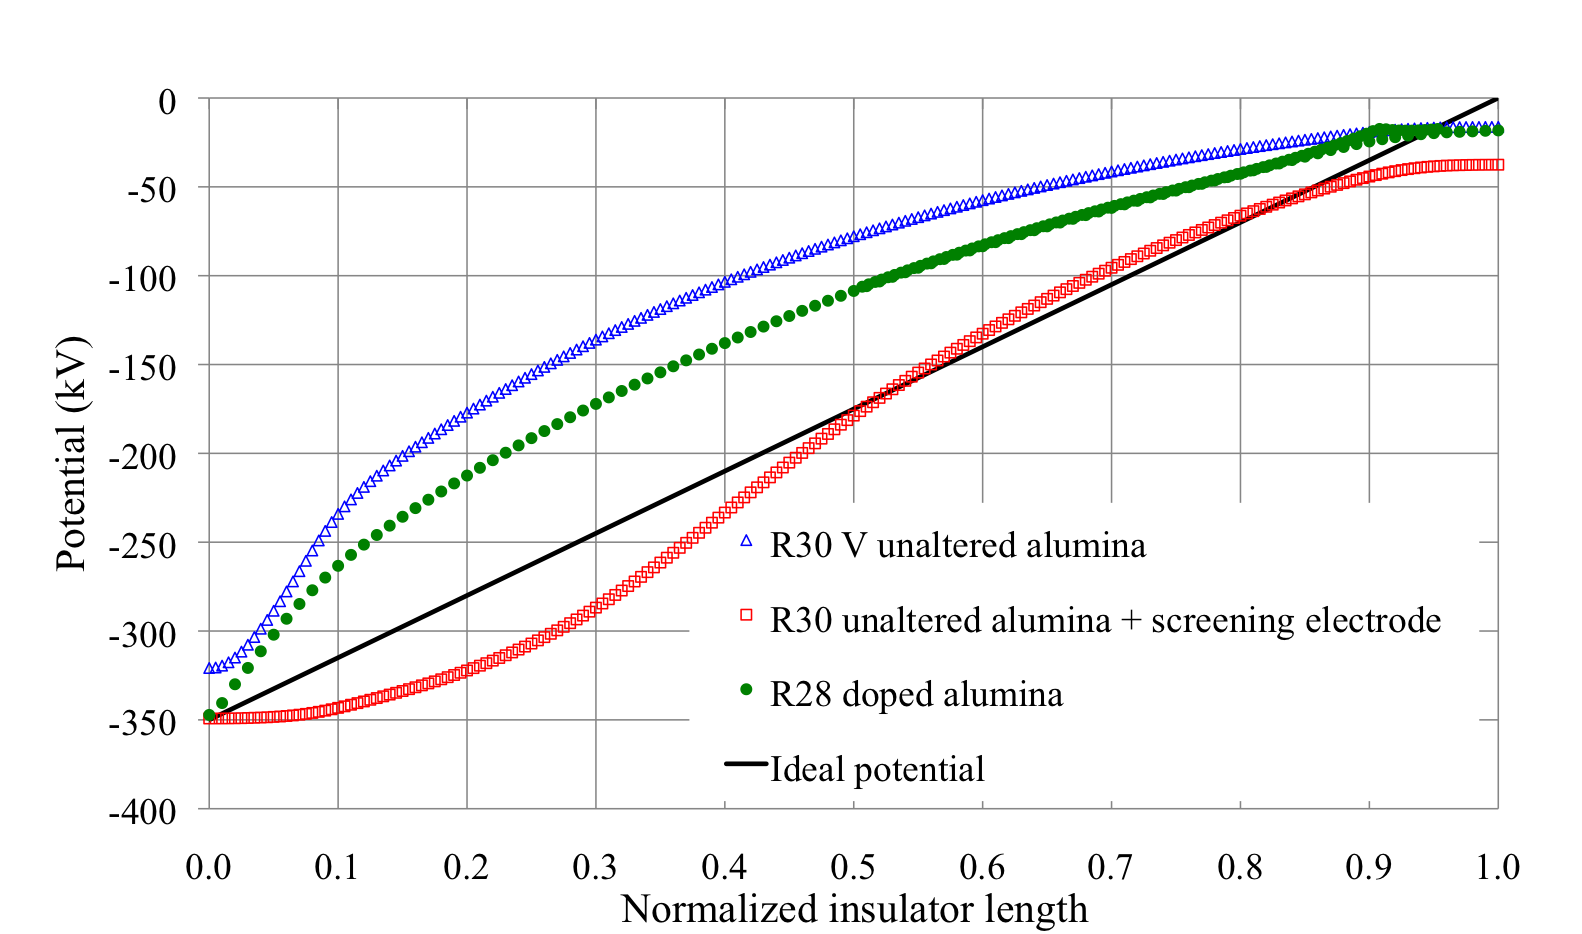 0
-50
-100
-150
-200
-250
-300
-350
-400
Potential (kV)
R30 V unaltered alumina
R30 unaltered alumina + screening electrode
R28 doped alumina
Ideal potential
0.0 0.1 0.2 0.3 0.4 0.5 0.6 0.7 0.8 0.9 1.0
Normalized insulator length